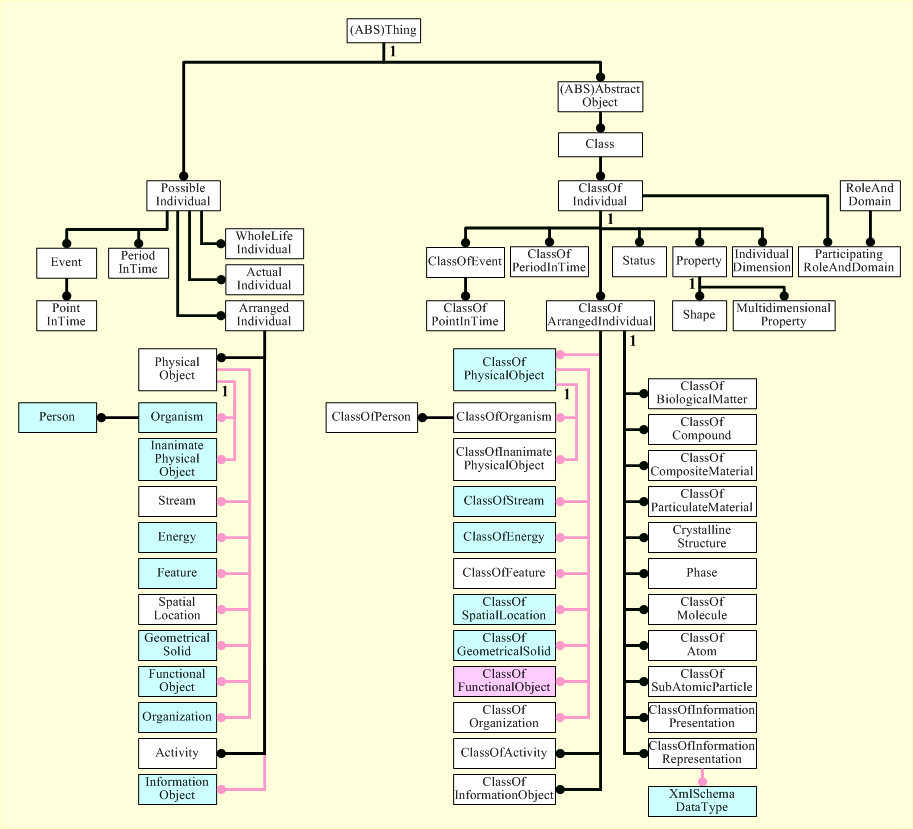 (ABS)Thing
1
(ABS)Abstract
Object
Class
Possible
Individual
ClassOf
Individual
RoleAnd
Domain
1
WholeLife
Individual
Event
Period
InTime
Actual
Individual
Point
InTime
Arranged
Individual
ClassOfEvent
ClassOf
PeriodInTime
Status
Property
Individual
Dimension
Participating
RoleAndDomain
1
ClassOf
PointInTime
ClassOf
ArrangedIndividual
Shape
Multidimensional
Property
1
Physical
Object
1
Person
Organism
Inanimate
Physical
Object
Stream
Energy
Feature
Spatial
Location
Geometrical
Solid
Functional
Object
Organization
Activity
Information
Object
ClassOf
PhysicalObject
1
ClassOfPerson
ClassOfOrganism
ClassOfInanimate
PhysicalObject
ClassOfStream
ClassOfEnergy
ClassOfFeature
ClassOf
SpatialLocation
ClassOf
GeometricalSolid
ClassOf
FunctionalObject
ClassOf
Organization
ClassOfActivity
ClassOf
InformationObject
ClassOf
BiologicalMatter
ClassOf
Compound
ClassOf
CompositeMaterial
ClassOf
ParticulateMaterial
Crystalline
Structure
Phase
ClassOf
Molecule
ClassOf
Atom
ClassOf
SubAtomicParticle
ClassOfInformation
Presentation
ClassOfInformation
Representation
XmlSchema
DataType